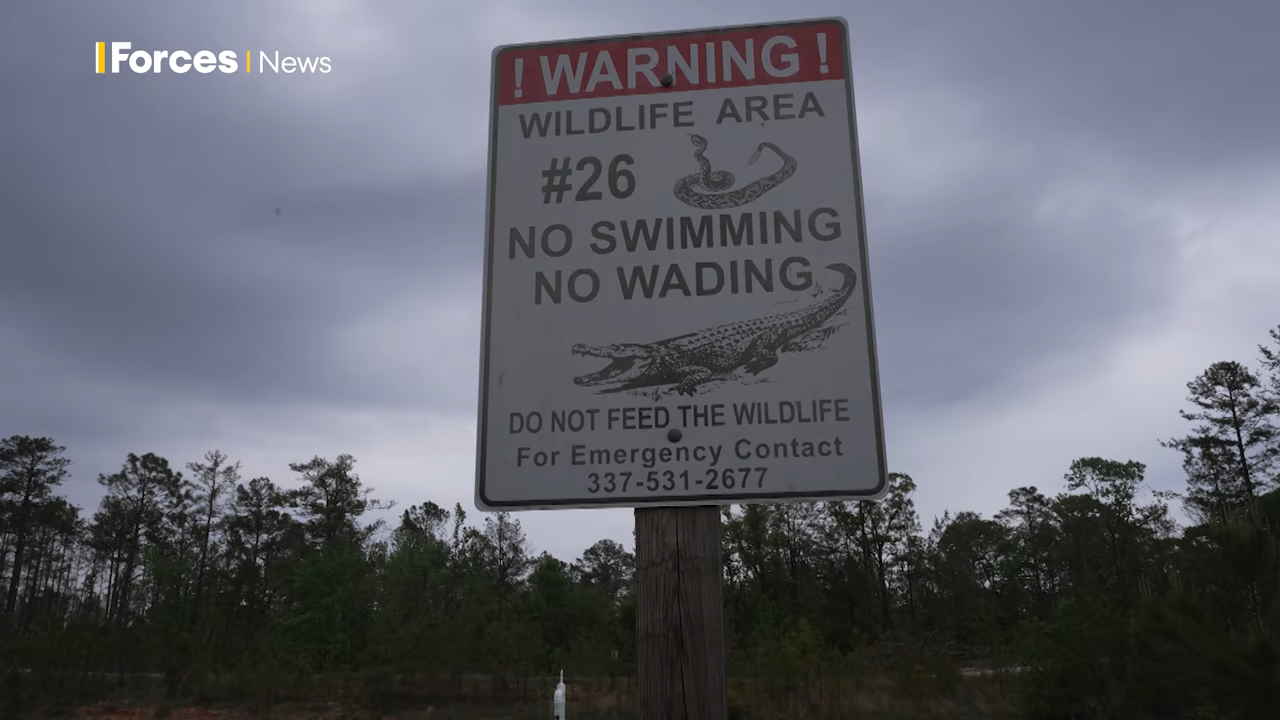 Forces News
! WARNING !
WILDLIFE AREA
#26
NO SWIMMING
NO WADING
DO NOT FEED THE WILDLIFE
For Emergency Contact
337-531-2677